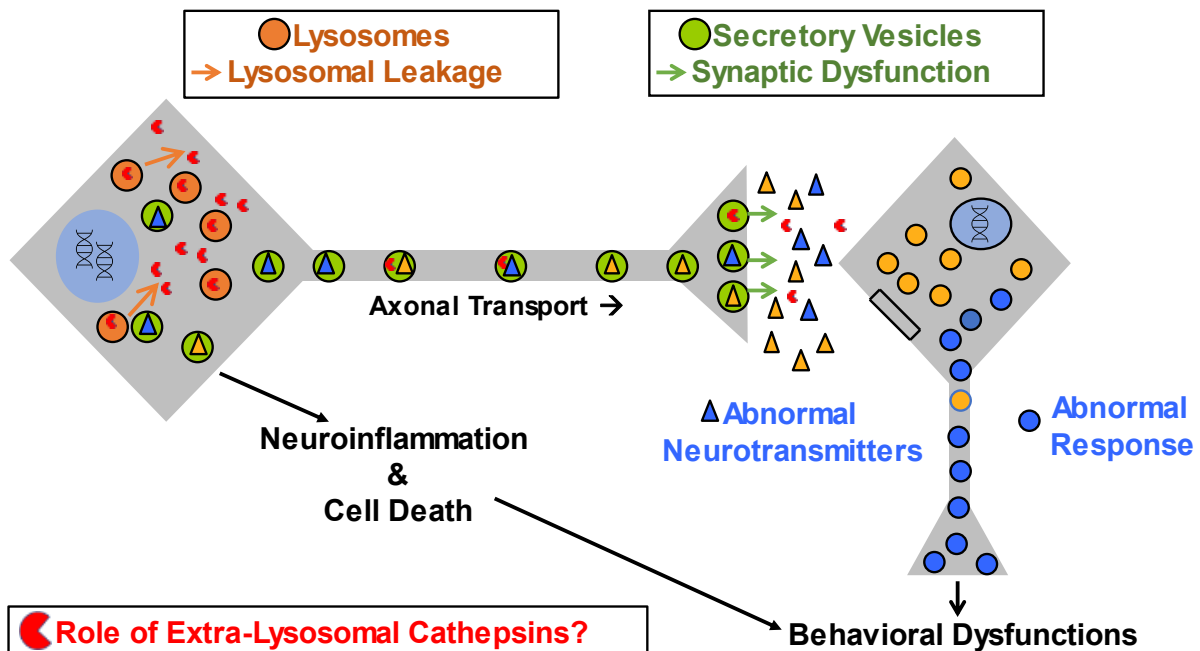 Lysosomes
→ Lysosomal Leakage
Secretory Vesicles
→ Synaptic Dysfunction
Axonal Transport →
Neuroinflammation
&
Cell Death
Abnormal
Neurotransmitters
Abnormal
Response
Role of Extra-Lysosomal Cathepsins?
Behavioral Dysfunctions